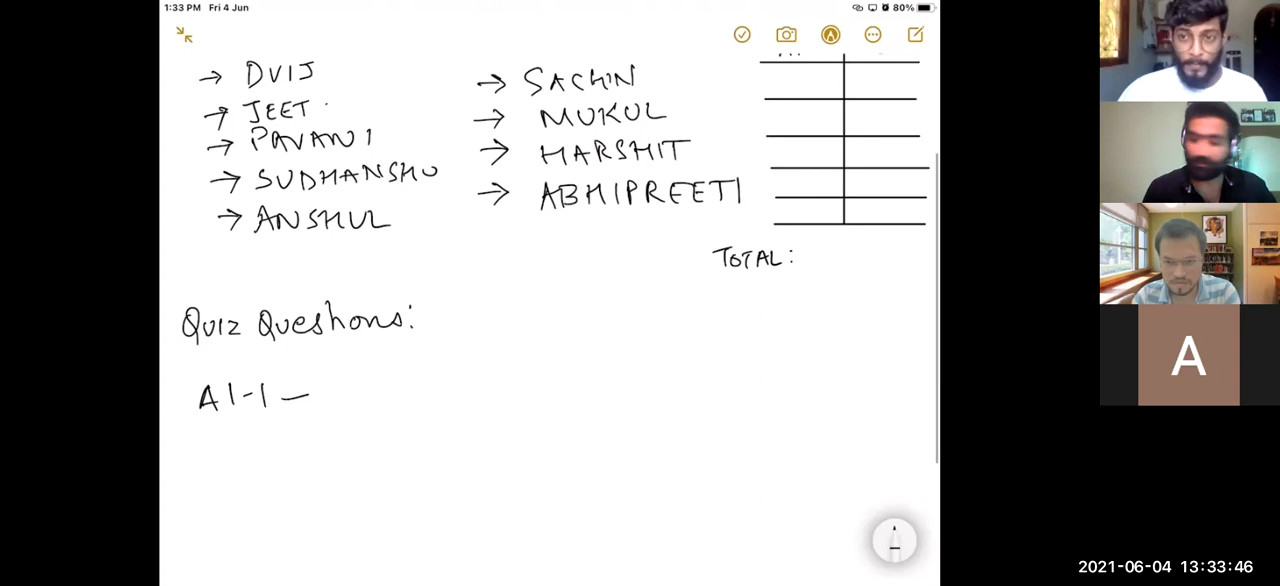 1:33 PM Fri 4 Jun
80%
→ DVIJ
→ JEET
→ PAVANI
→ SUDHANSHU
→ ANSHUL
→ SACHIN
→ MUKUL
→ HARSHIT
→ ABHIPREETI
TOTAL:
Quiz Questions:
A1-1 —
A
2021-06-04 13:33:46